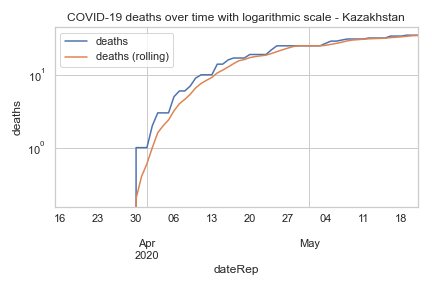 COVID-19 deaths over time with logarithmic scale - Kazakhstan
deaths
deaths (rolling)
10¹
10⁰
deaths
16 23 30 06 13 20 27 04 11 18
Apr May
2020
dateRep